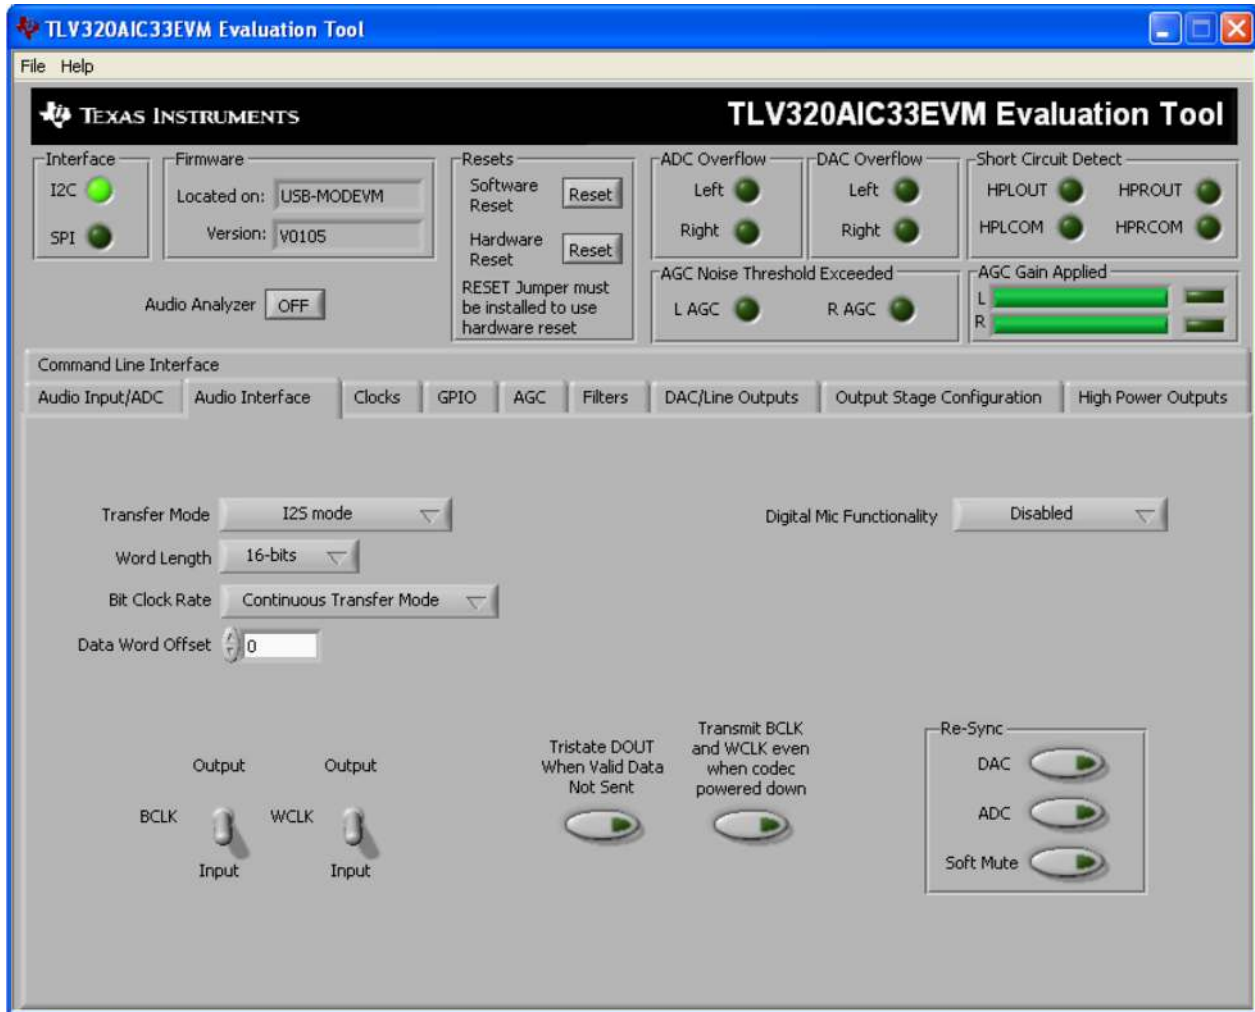 TLV320AIC33EVM Evaluation Tool
File Help
TEXAS INSTRUMENTS
TLV320AIC33EVM Evaluation Tool
Interface
I2C
SPI
Firmware
Located on: USB-MODEVM
Version: V0105
Audio Analyzer OFF
Resets
Software
Reset
Reset
Hardware
Reset
Reset
RESET Jumper must
be installed to use
hardware reset
ADC Overflow
Left
Right
DAC Overflow
Left
Right
Short Circuit Detect
HPLOUT HPROUT
HPLCOM HPRCOM
AGC Noise Threshold Exceeded
L AGC R AGC
AGC Gain Applied
L
R
Command Line Interface
Audio Input/ADC Audio Interface Clocks GPIO AGC Filters DAC/Line Outputs Output Stage Configuration High Power Outputs
Transfer Mode I2S mode
Digital Mic Functionality Disabled
Word Length 16-bits
Bit Clock Rate Continuous Transfer Mode
Data Word Offset 0
Output Output
BCLK WCLK
Input Input
Tristate DOUT
When Valid Data
Not Sent
Transmit BCLK
and WCLK even
when codec
powered down
Re-Sync
DAC
ADC
Soft Mute